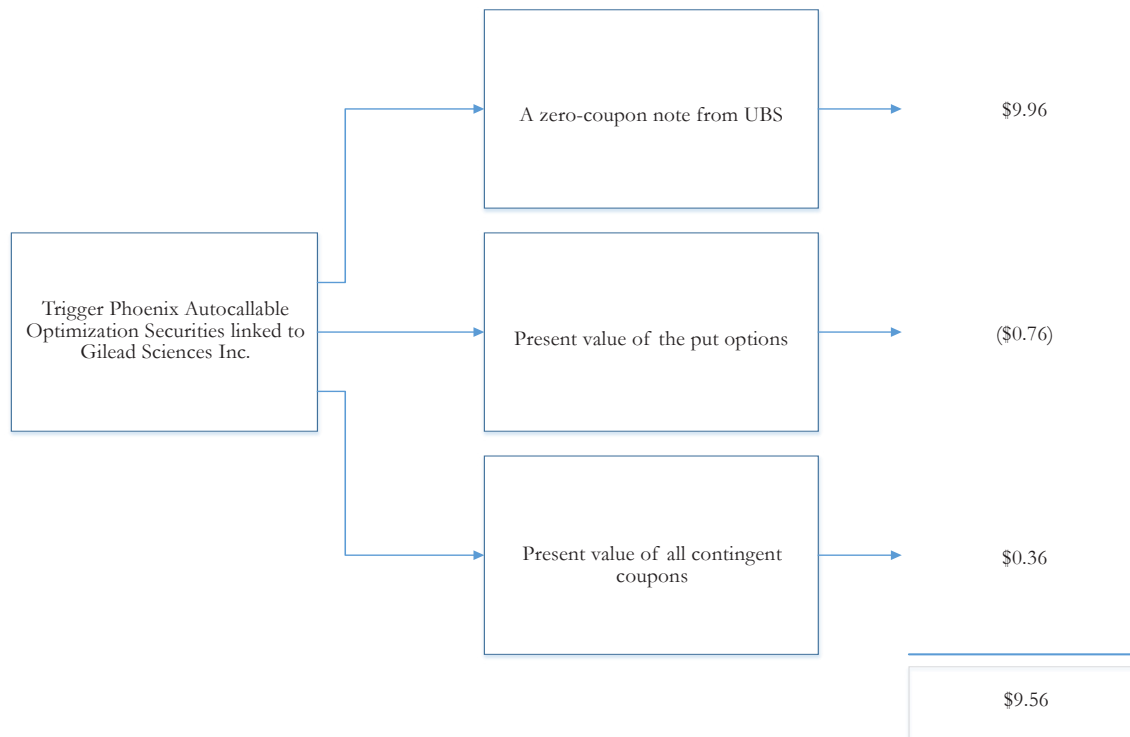 A zero-coupon note from UBS
$9.96
Trigger Phoenix Autocallable
Optimization Securities linked to
Gilead Sciences Inc.
Present value of the put options
($0.76)
Present value of all contingent
coupons
$0.36
$9.56